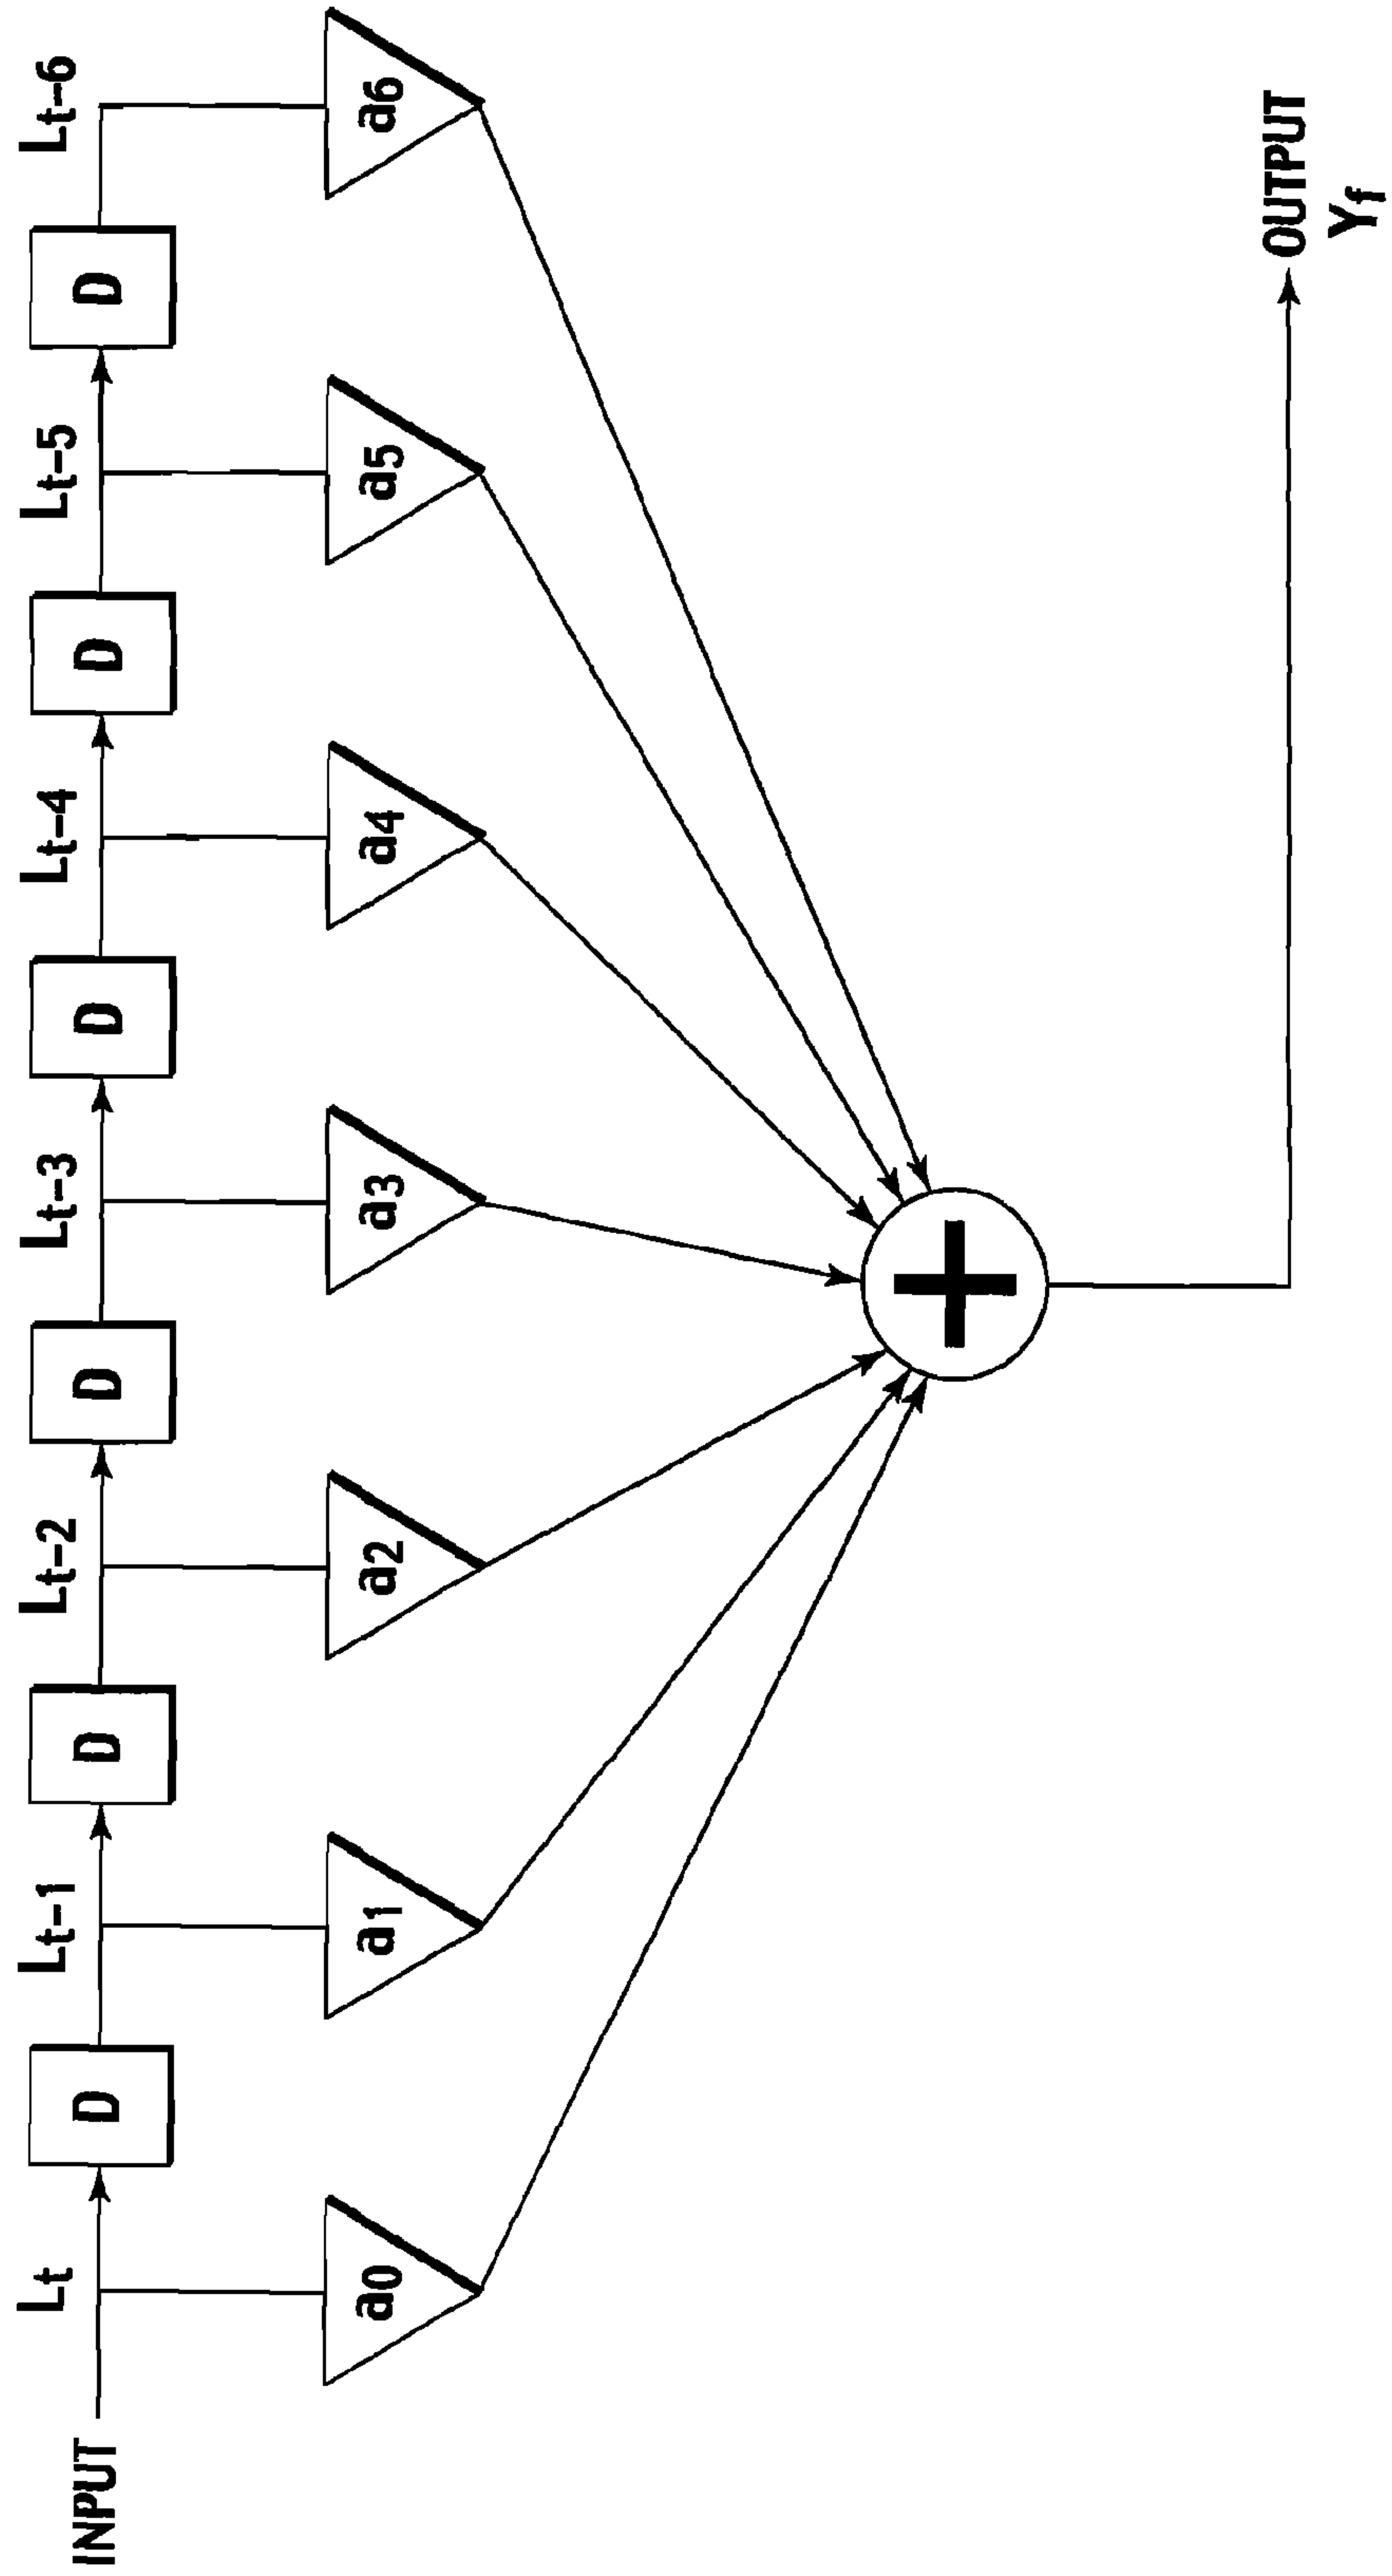 INPUT
Lt
Lt-1
Lt-2
Lt-3
Lt-4
Lt-5
Lt-6
D
D
D
D
D
D
a0
a1
a2
a3
a4
a5
a6
+
OUTPUT
Yf